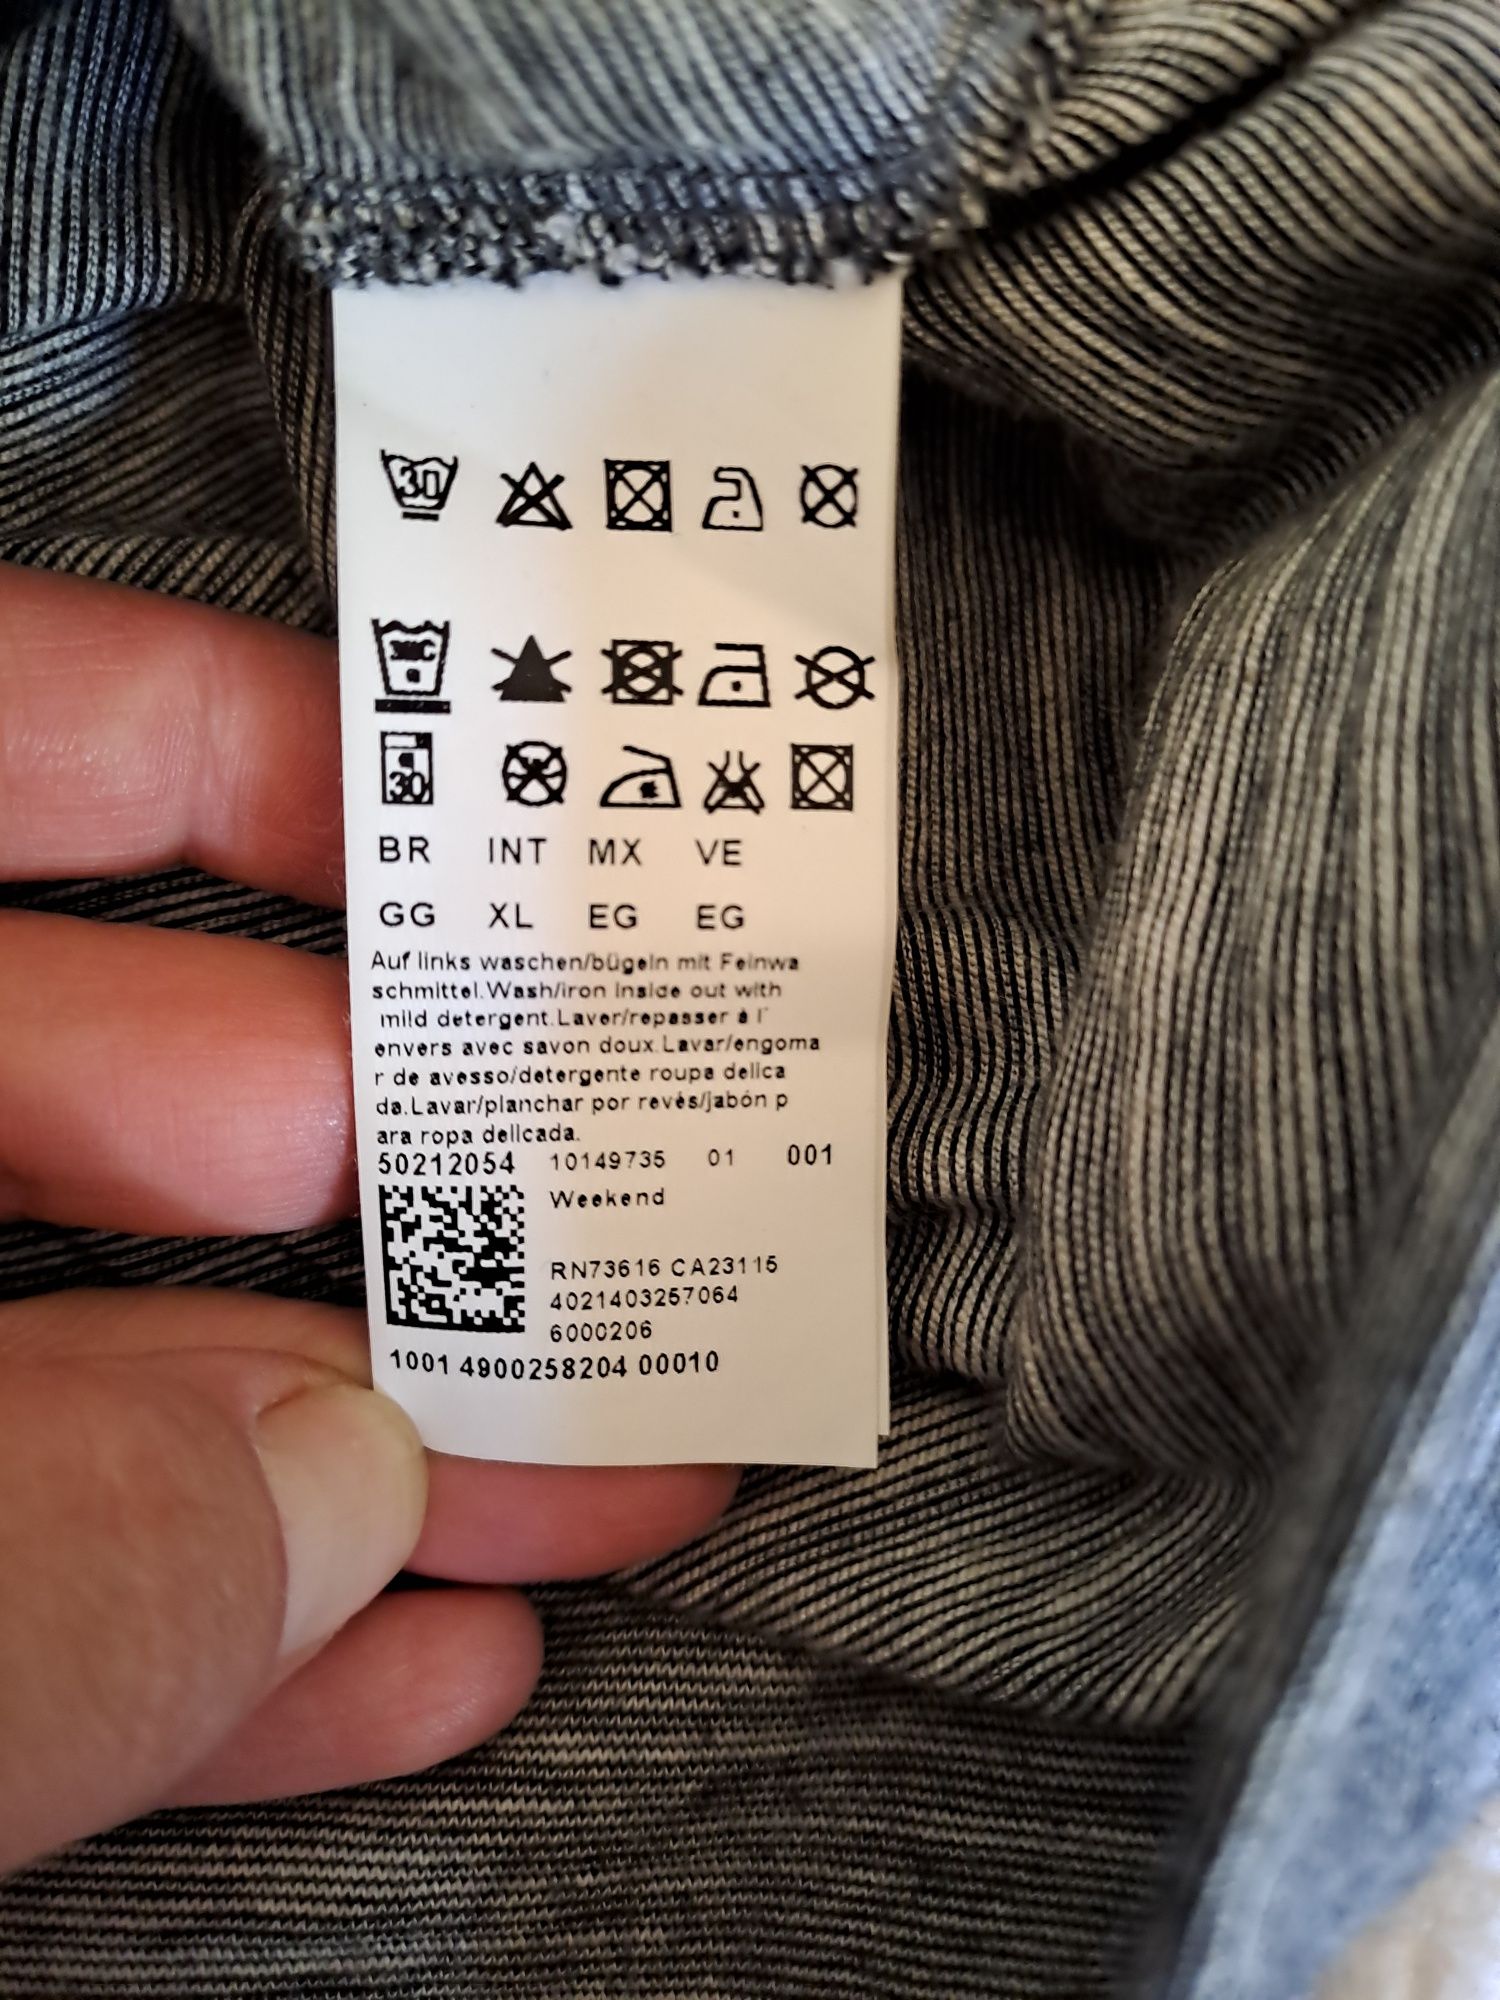 30
30
BR INT MX VE
GG XL EG EG
Auf links waschen/bügeln mit Feinwa
schmittel.Wash/iron inside out with
mild detergent.Laver/repasser à l'
envers avec savon doux.Lavar/engoma
r de avesso/detergente roupa delica
da.Lavar/planchar por revés/jabón p
ara ropa delicada.
50212054 10149735 01 001
Weekend
RN73616 CA23115
4021403257064
6000206
1001 4900258204 00010